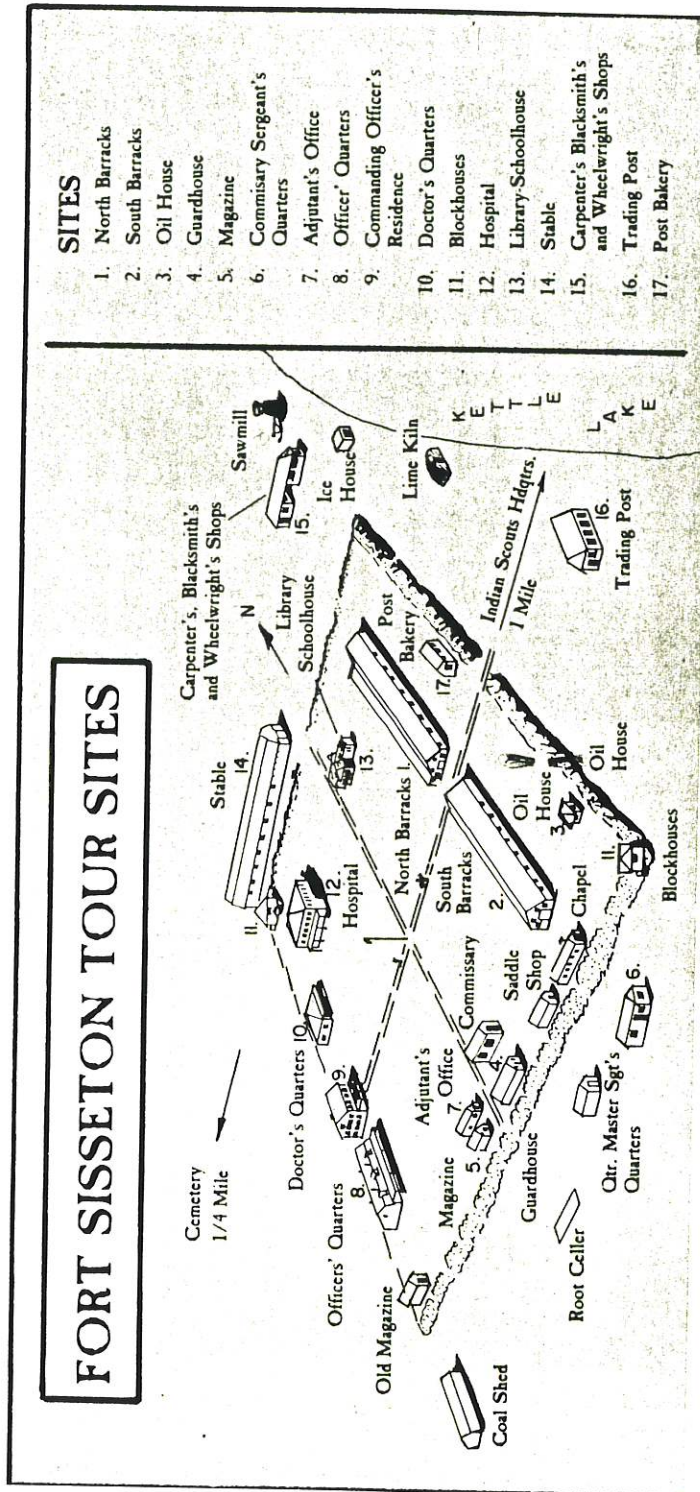 FORT SISSETON TOUR SITES
Cemetery
1/4 Mile
Stable
14.
Carpenter's, Blacksmith's
and Wheelwright's Shops
N
Sawmill
15.
Ice
House
Library
Schoolhouse
13.
11.
12.
Hospital
Doctor's Quarters
10.
9.
Officers' Quarters
8.
Old Magazine
Coal Shed
North Barracks 1.
Post
Bakery
17.
Lime Kiln
KETTLE
LAKE
Indian Scouts Hdqtrs.
1 Mile
16.
Trading Post
South
Barracks
2.
Oil
House
3.
Oil
House
11.
Blockhouses
Chapel
Saddle
Shop
Commissary
Adjutant's
Office
7.
4.
5.
Magazine
Guardhouse
6.
Qtr. Master Sgt's
Quarters
Root Celler
SITES
1. North Barracks
2. South Barracks
3. Oil House
4. Guardhouse
5. Magazine
6. Commisary Sergeant's
Quarters
7. Adjutant's Office
8. Officer' Quarters
9. Commanding Officer's
Residence
10. Doctor's Quarters
11. Blockhouses
12. Hospital
13. Library-Schoolhouse
14. Stable
15. Carpenter's Blacksmith's
and Wheelwright's Shops
16. Trading Post
17. Post Bakery